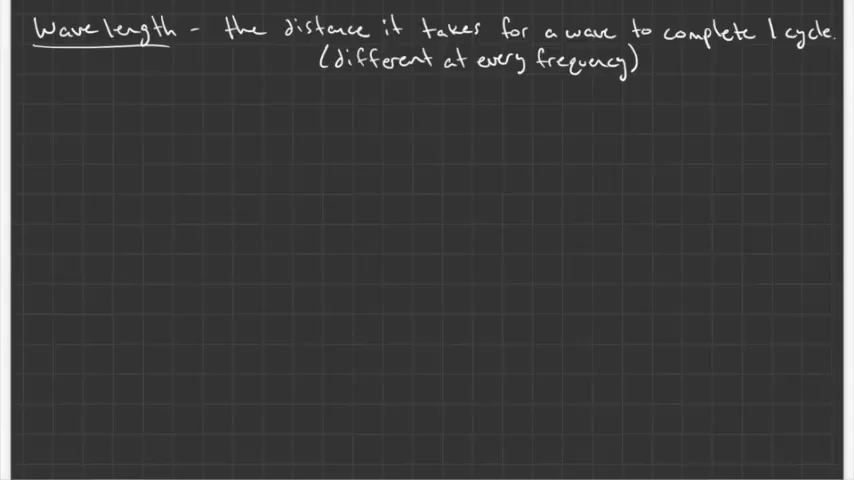 Wavelength - the distance it takes for a wave to complete 1 cycle.
(different at every frequency)